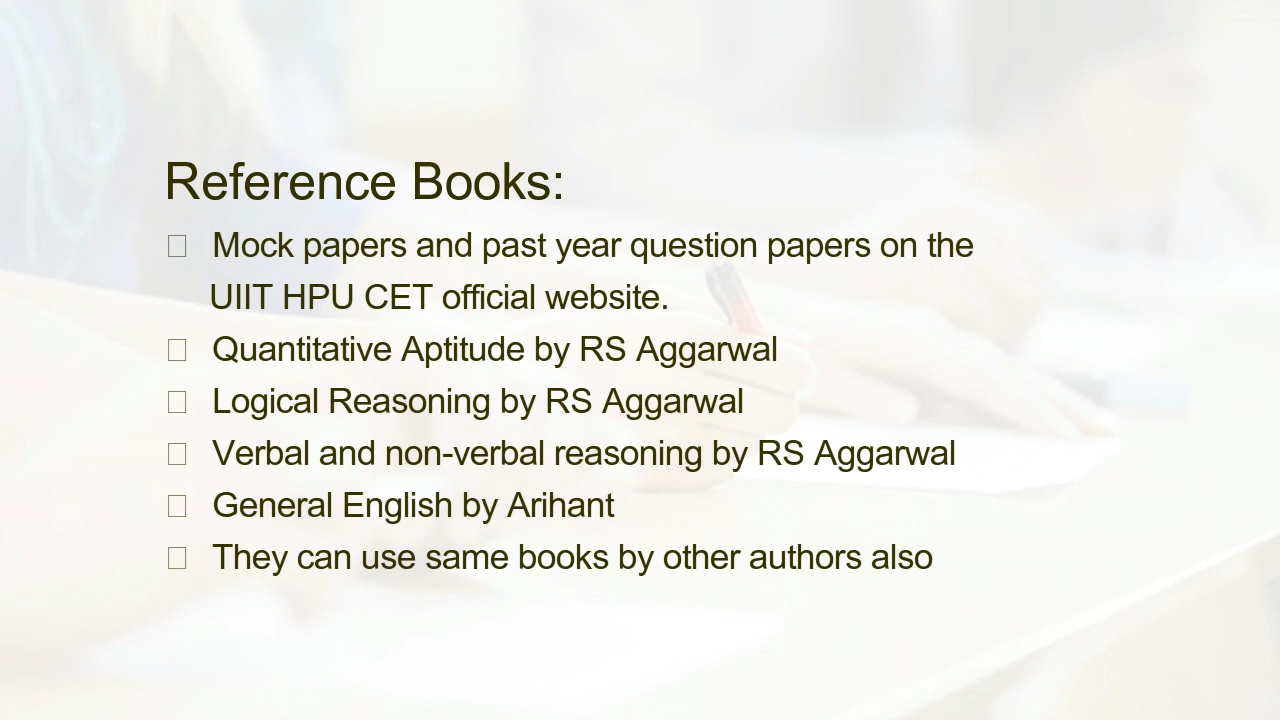 Reference Books:
Mock papers and past year question papers on the
UIIT HPU CET official website.
Quantitative Aptitude by RS Aggarwal
Logical Reasoning by RS Aggarwal
Verbal and non-verbal reasoning by RS Aggarwal
General English by Arihant
They can use same books by other authors also